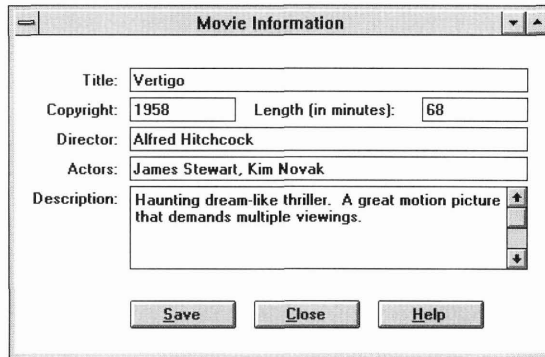 Movie Information
Title: Vertigo
Copyright: 1958 Length (in minutes): 68
Director: Alfred Hitchcock
Actors: James Stewart, Kim Novak
Description: Haunting dream-like thriller. A great motion picture
that demands multiple viewings.
Save Close Help